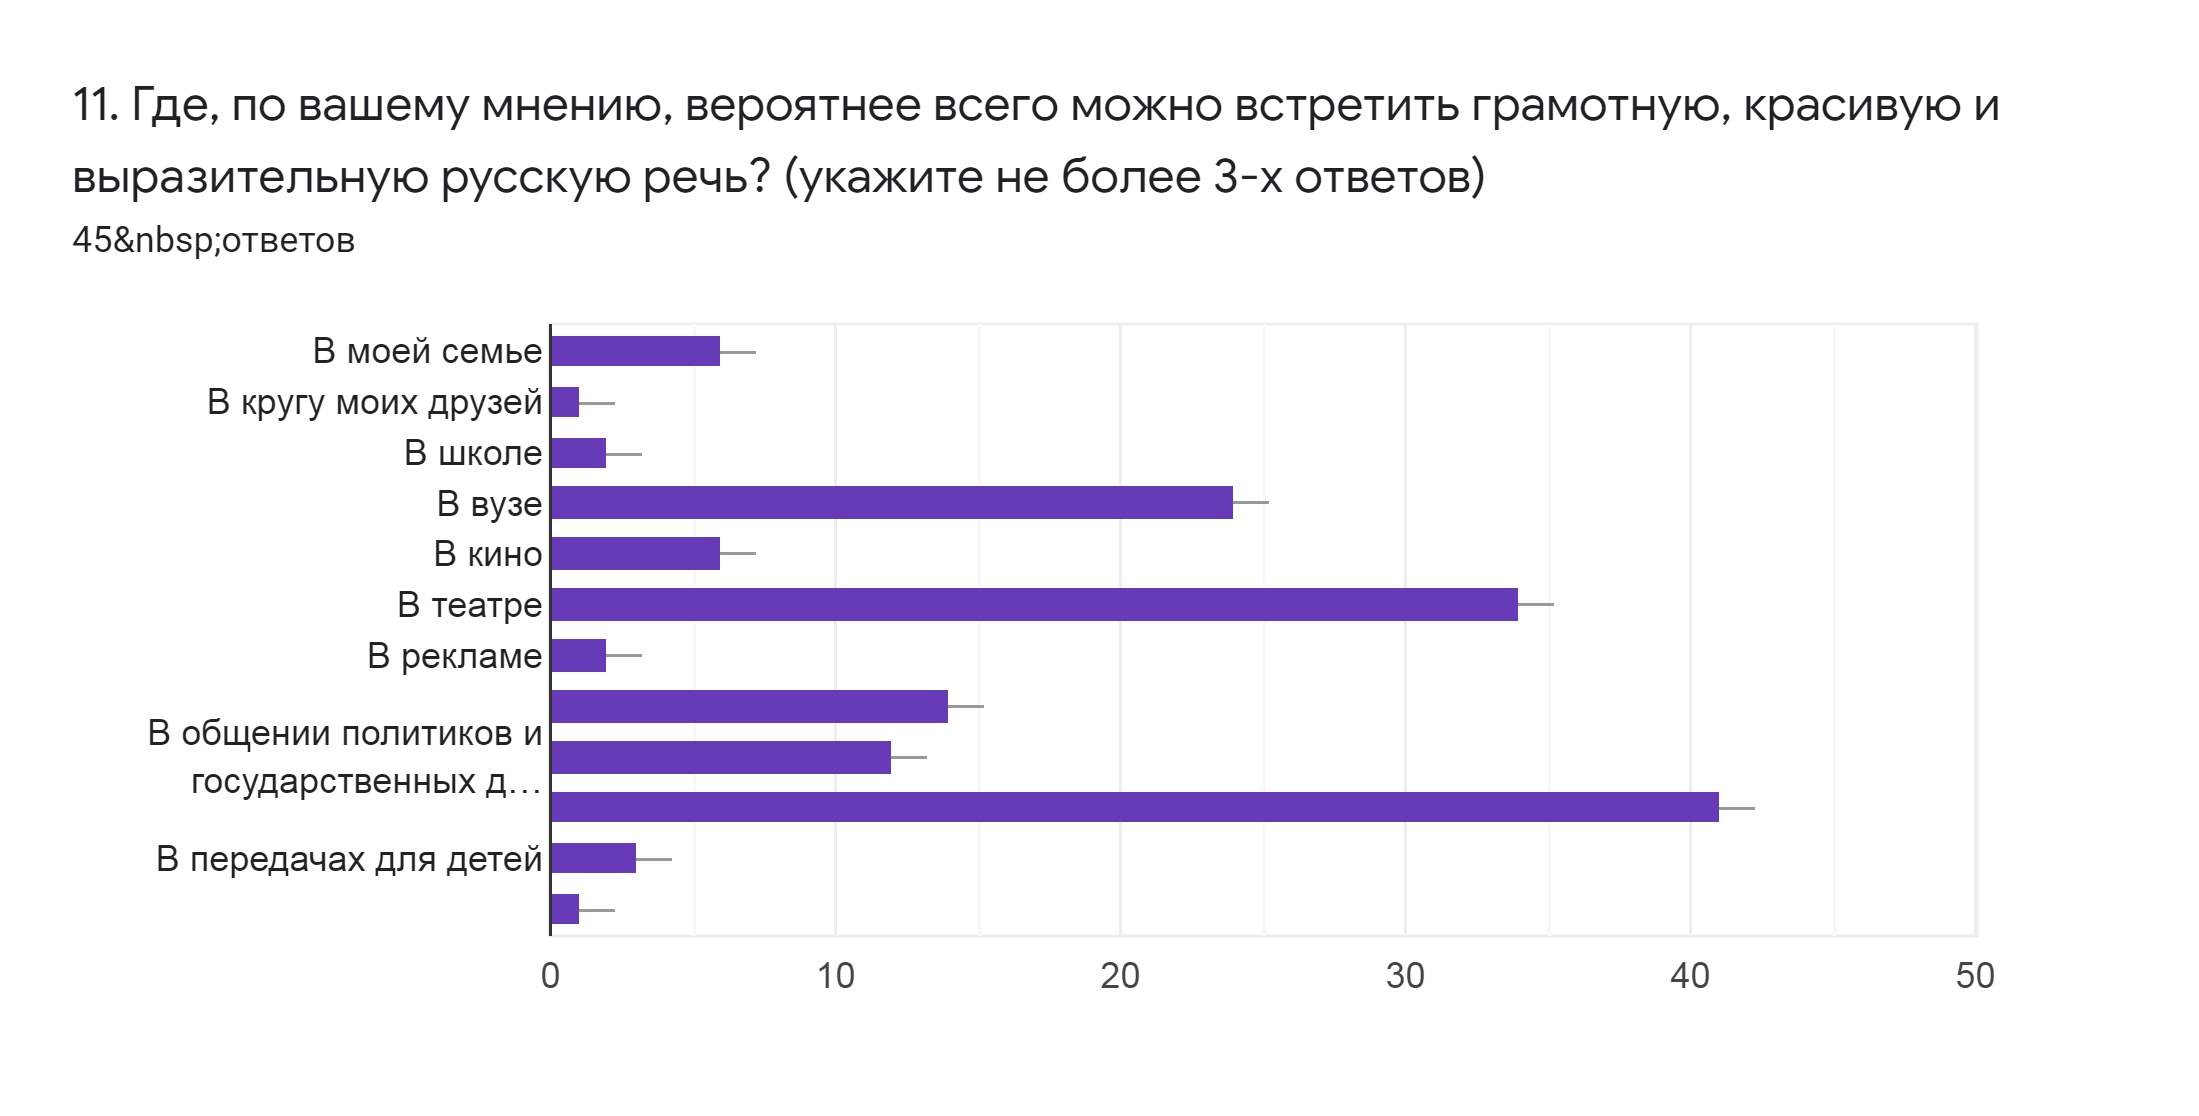 11. Где, по вашему мнению, вероятнее всего можно встретить грамотную, красивую и
выразительную русскую речь? (укажите не более 3-х ответов)
45&nbsp;ответов
В моей семье
В кругу моих друзей
В школе
В вузе
В кино
В театре
В рекламе
В общении политиков и
государственных д…
В передачах для детей
0 10 20 30 40 50